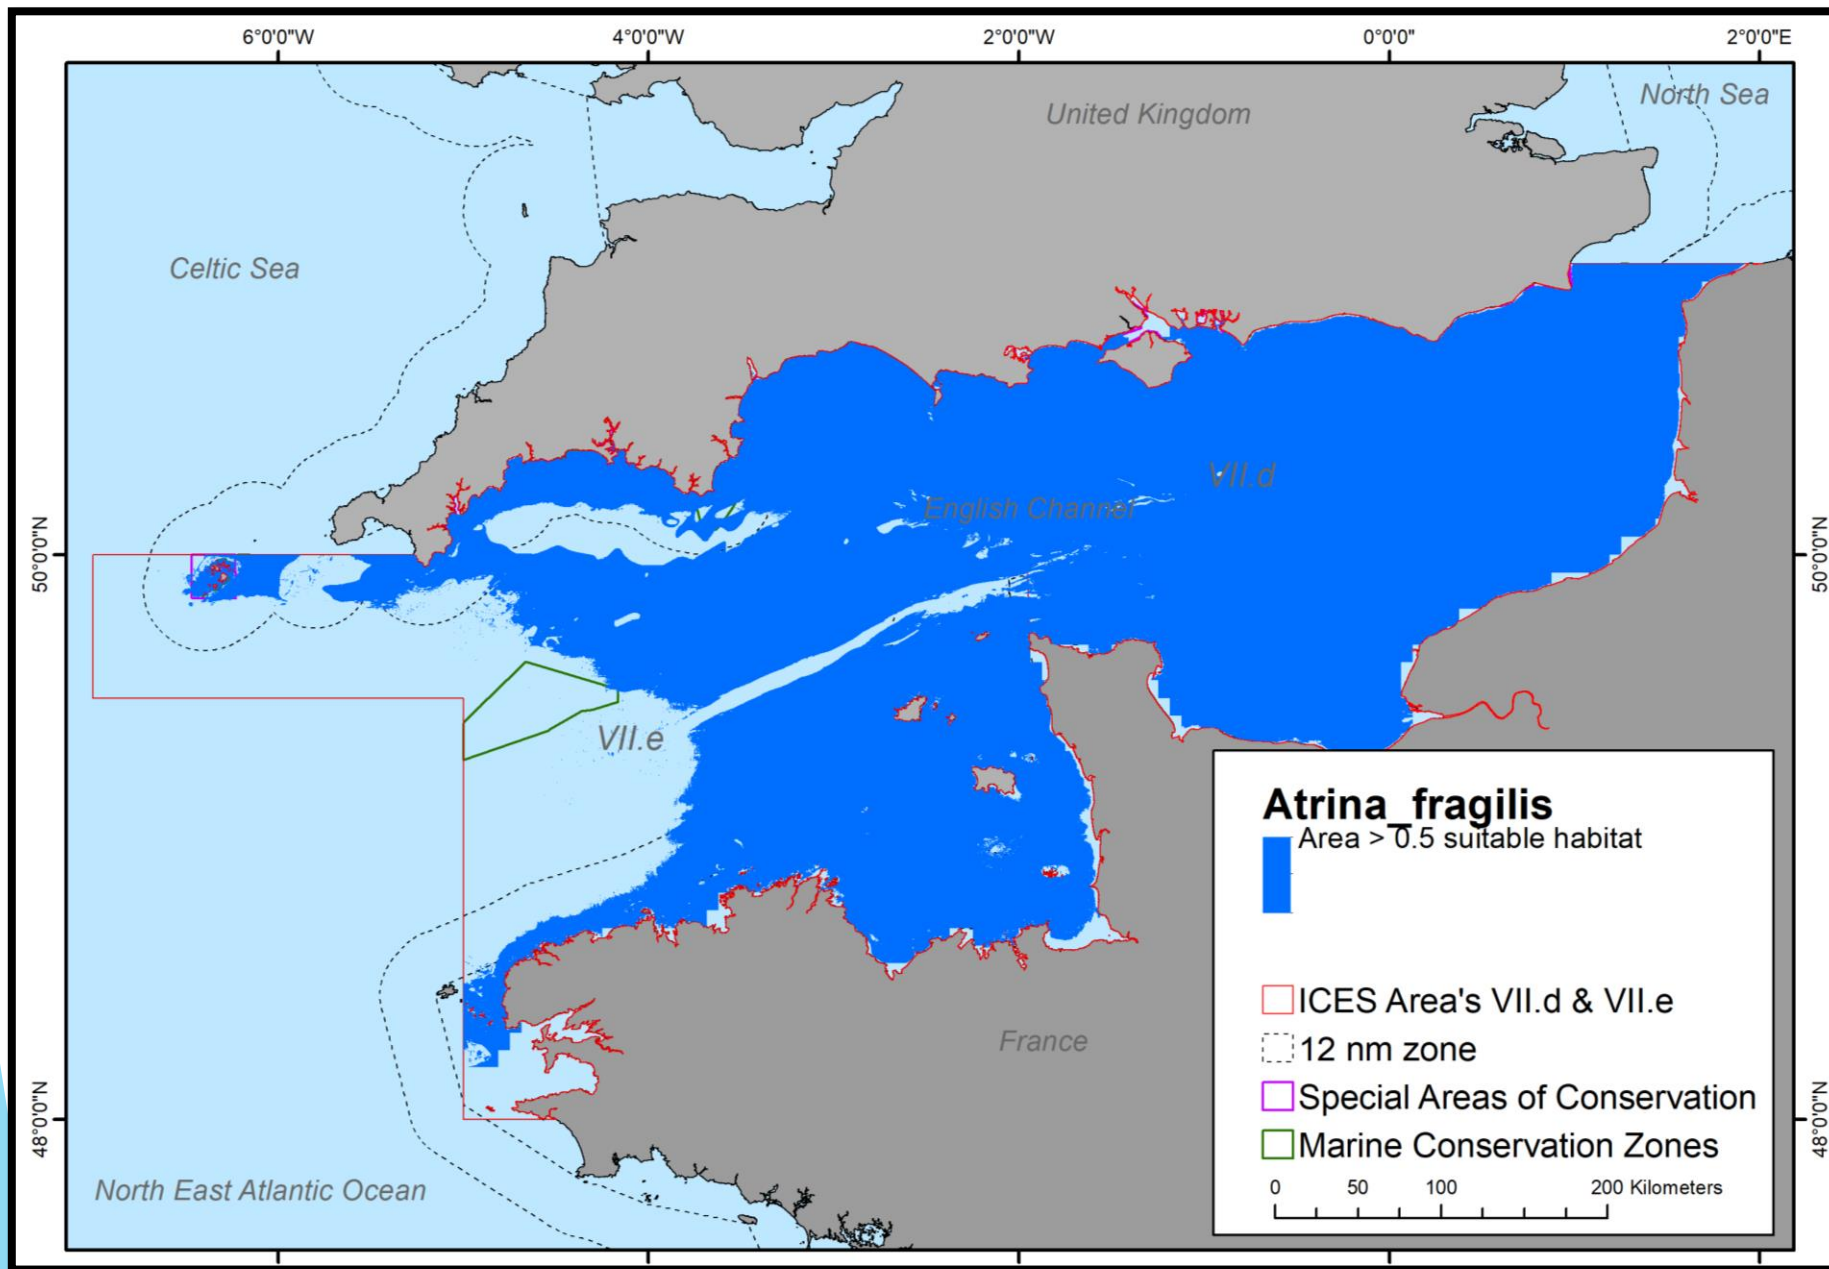 6°0'0"W
4°0'0"W
2°0'0"W
0°0'0"
2°0'0"E
United Kingdom
North Sea
Celtic Sea
VII.d
English Channel
50°0'0"N
50°0'0"N
VII.e
France
North East Atlantic Ocean
48°0'0"N
48°0'0"N
Atrina_fragilis
Area > 0.5 suitable habitat
ICES Area's VII.d & VII.e
12 nm zone
Special Areas of Conservation
Marine Conservation Zones
0 50 100 200 Kilometers